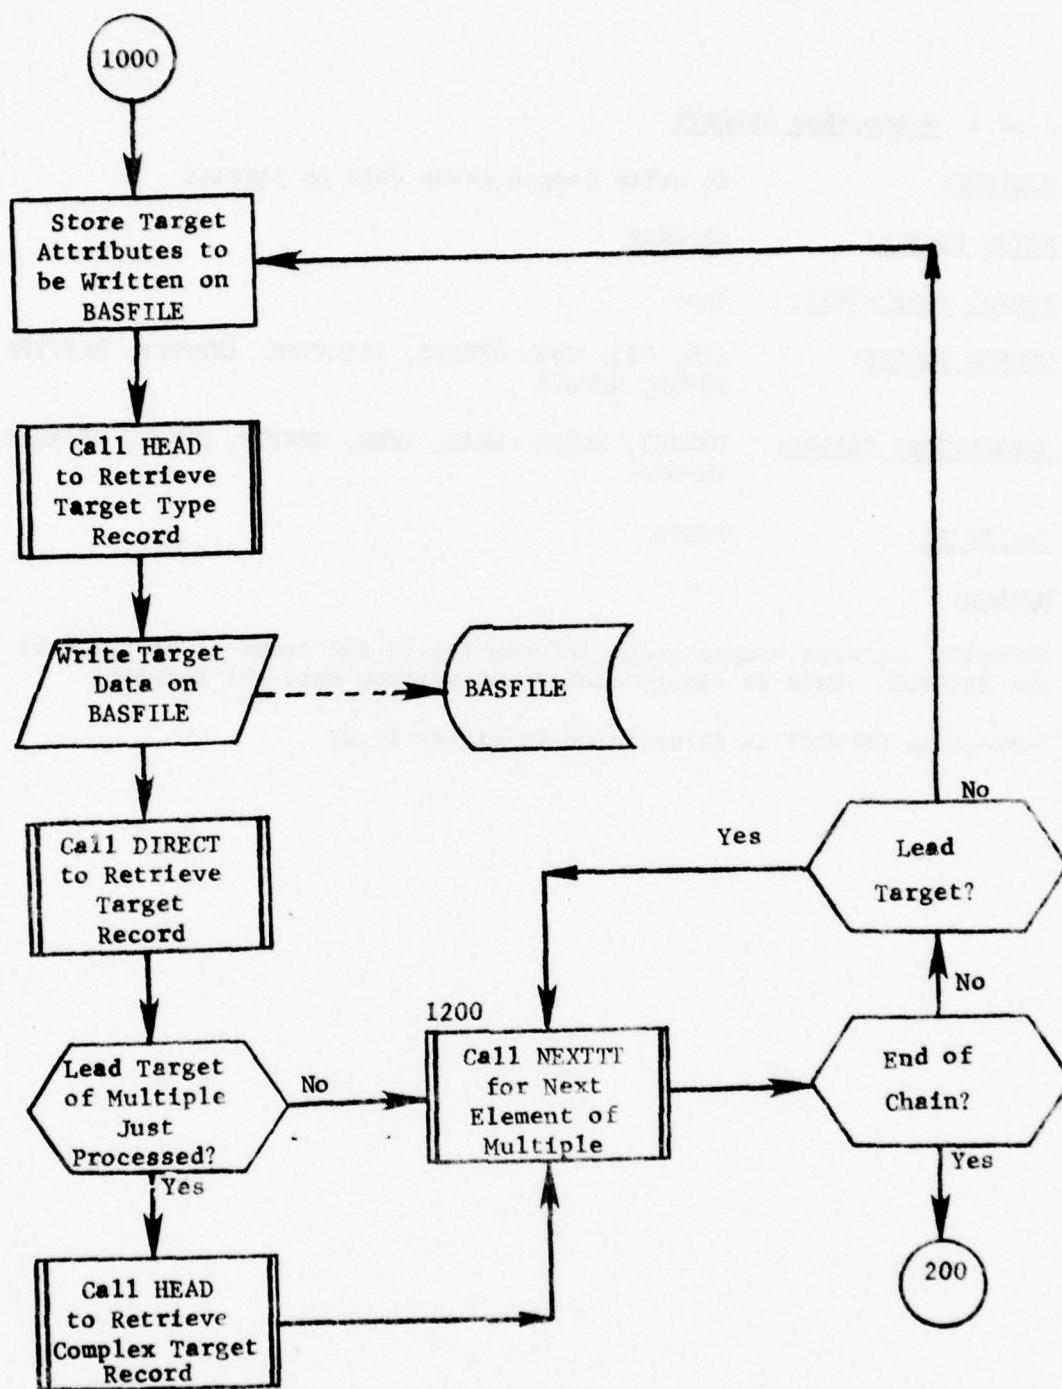 1000
Store Target
Attributes to
be Written on
BASFILE
Call HEAD
to Retrieve
Target Type
Record
Write Target
Data on
BASFILE
BASFILE
Call DIRECT
to Retrieve
Target
Record
Lead Target
of Multiple
Just
Processed?
No
Yes
Call HEAD
to Retrieve
Complex Target
Record
1200
Call NEXTTT
for Next
Element of
Multiple
End of
Chain?
No
Yes
200
Lead
Target?
Yes
No